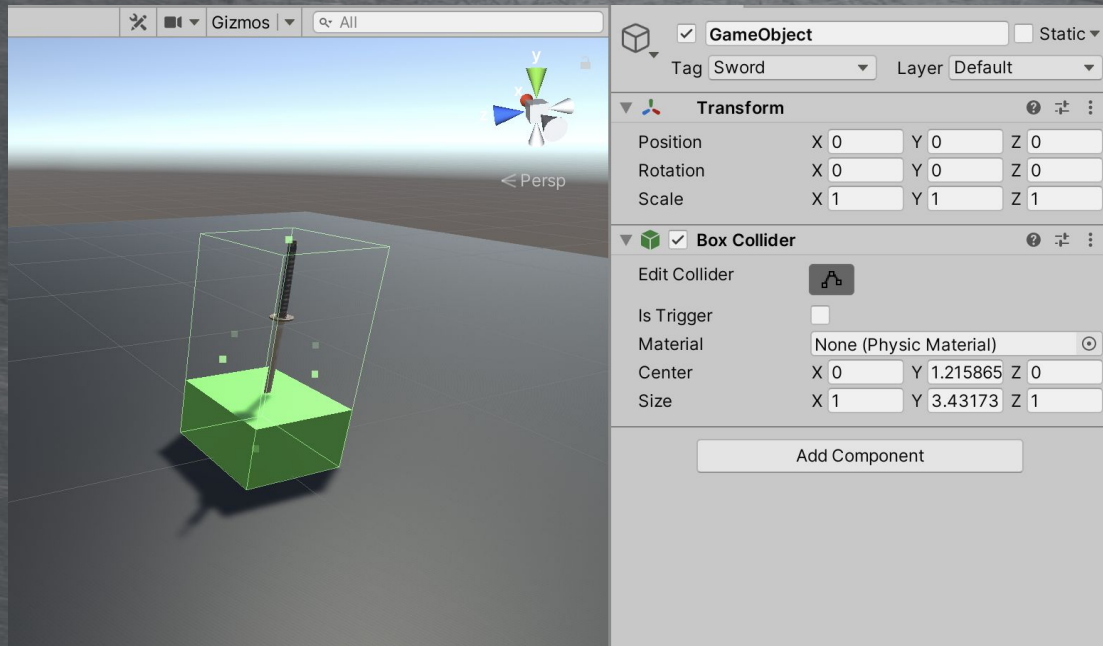 Gizmos All
y
x
z
Persp
GameObject Static
Tag Sword Layer Default
Transform
Position X 0 Y 0 Z 0
Rotation X 0 Y 0 Z 0
Scale X 1 Y 1 Z 1
Box Collider
Edit Collider
Is Trigger
Material None (Physic Material)
Center X 0 Y 1.215865 Z 0
Size X 1 Y 3.43173 Z 1
Add Component